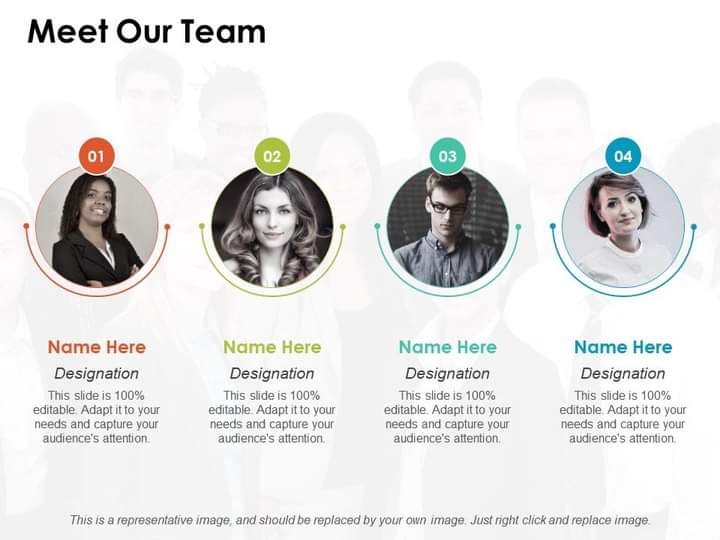 Meet Our Team
01
02
03
04
Name Here
Designation
This slide is 100%
editable. Adapt it to your
needs and capture your
audience's attention.
Name Here
Designation
This slide is 100%
editable. Adapt it to your
needs and capture your
audience's attention.
Name Here
Designation
This slide is 100%
editable. Adapt it to your
needs and capture your
audience's attention.
Name Here
Designation
This slide is 100%
editable. Adapt it to your
needs and capture your
audience's attention.
This is a representative image, and should be replaced by your own image. Just right click and replace image.